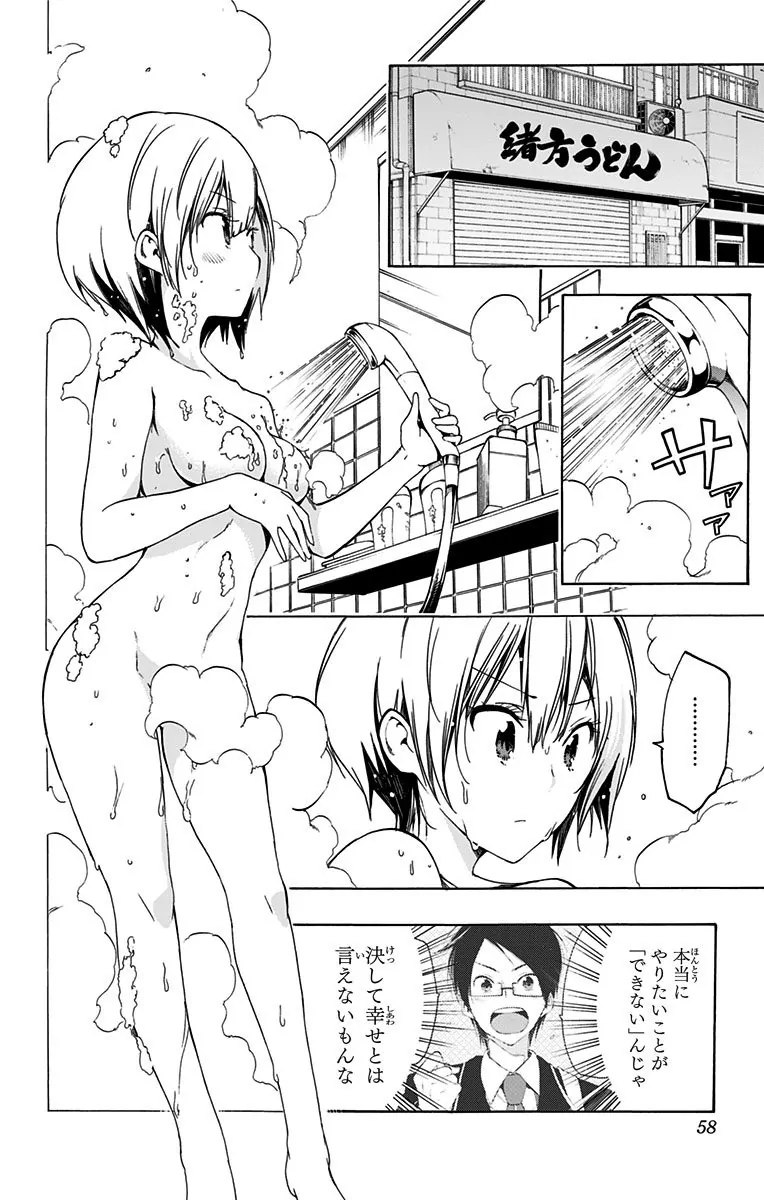 緒方うどん
サァァ
………
本当に
やりたいことが
「できない」んじゃ
決して幸せとは
言えないもんな
58